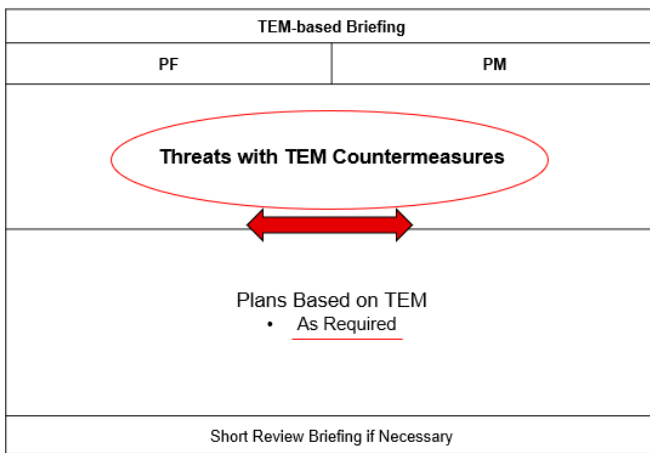 TEM-based Briefing
PF
PM
Threats with TEM Countermeasures
Plans Based on TEM
• As Required
Short Review Briefing if Necessary